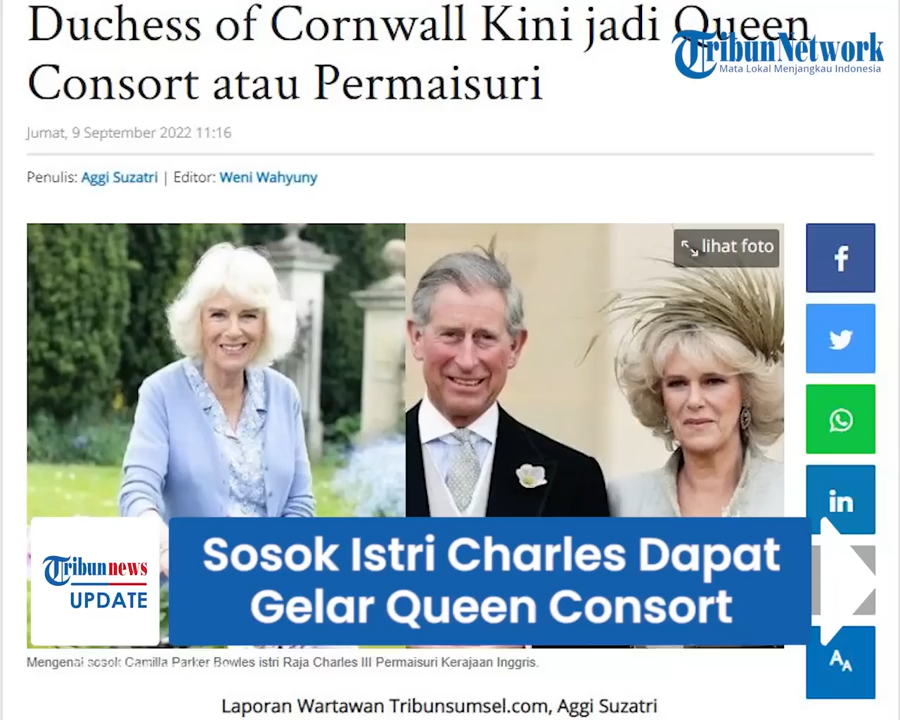 Duchess of Cornwall Kini jadi Queen
Consort atau Permaisuri
TribunNetwork
Mata Lokal Menjangkau Indonesia
Jumat, 9 September 2022 11:16
Penulis: Aggi Suzatri | Editor: Weni Wahyuny
lihat foto
f
in
Tribunnews
UPDATE
Sosok Istri Charles Dapat
Gelar Queen Consort
AA
Mengenai sosok Camilla Parker Bowles istri Raja Charles III Permaisuri Kerajaan Inggris.
Laporan Wartawan Tribunsumsel.com, Aggi Suzatri